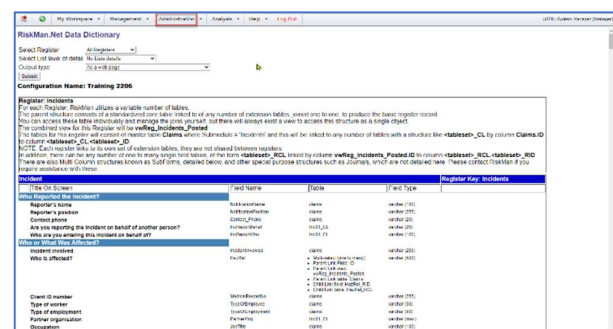 My Workspace Management Administration Analysis Help Log Out
RiskMan.Net Data Dictionary
Select Register All Registers
Select List level of detail No Lists details
Output type As a web page
Submit
Configuration Name: Training 2206
Register: Incidents
For each Register, RiskMan utilizes a variable number of tables.
The parent structure consists of a standardised core table linked to of any number of extension tables, joined one to one, to produce the basic register record
You can access these table individually and manage the joins yourself, but there will always exist a view to access this structure as a single object.
The combined view for this Register will be vwReg_Incidents_Posted
The tables for this register will consist of master table Claims where Submodule = 'Incidents' and this will be linked to any number of tables with a structure like <tableset>_CL by column Claims.ID
to column <tableset>_CL.<tableset>_ID
NOTE: Each register links to its own set of extension tables, they are not shared between registers
In addition, there can be any number of one to many single field tables, of the form <tableset>_RCL linked by column vwReg_Incidents_Posted.ID to column <tableset>_RCL.<tableset>_RID
There are also Multi Column structures known as SubForms, detailed below, and other special purpose structures such as Journals, which are not detailed here. Please contact RiskMan if you
require assistance with these.
Incident Register Key: Incidents
Title On Screen Field Name Table Field Type
Who Reported the Incident?
Reporter's name claims
Reporter's position claims
Contact phone Contact_Phone claims varchar (20)
Are you reporting the incident on behalf of another person?
Who are you entering this incident on behalf of?
Who or What Was Affected?
Incident involved claims
Who is affected?
vwReg_Incidents_Posted
Client ID number claims
Type of worker TypeOfEmployee claims
Type of employment claims
Partner organisation
Occupation JobTitle claims